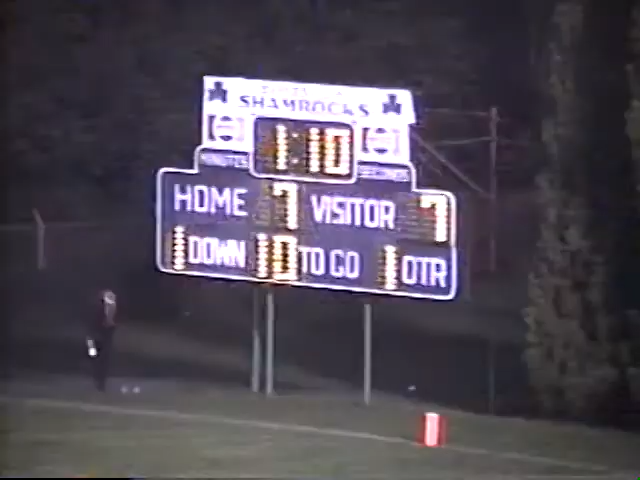 SHAMROCKS
1:10
MINUTES SECONDS
HOME 7 VISITOR 7
1 DOWN 10 TO GO 1 QTR